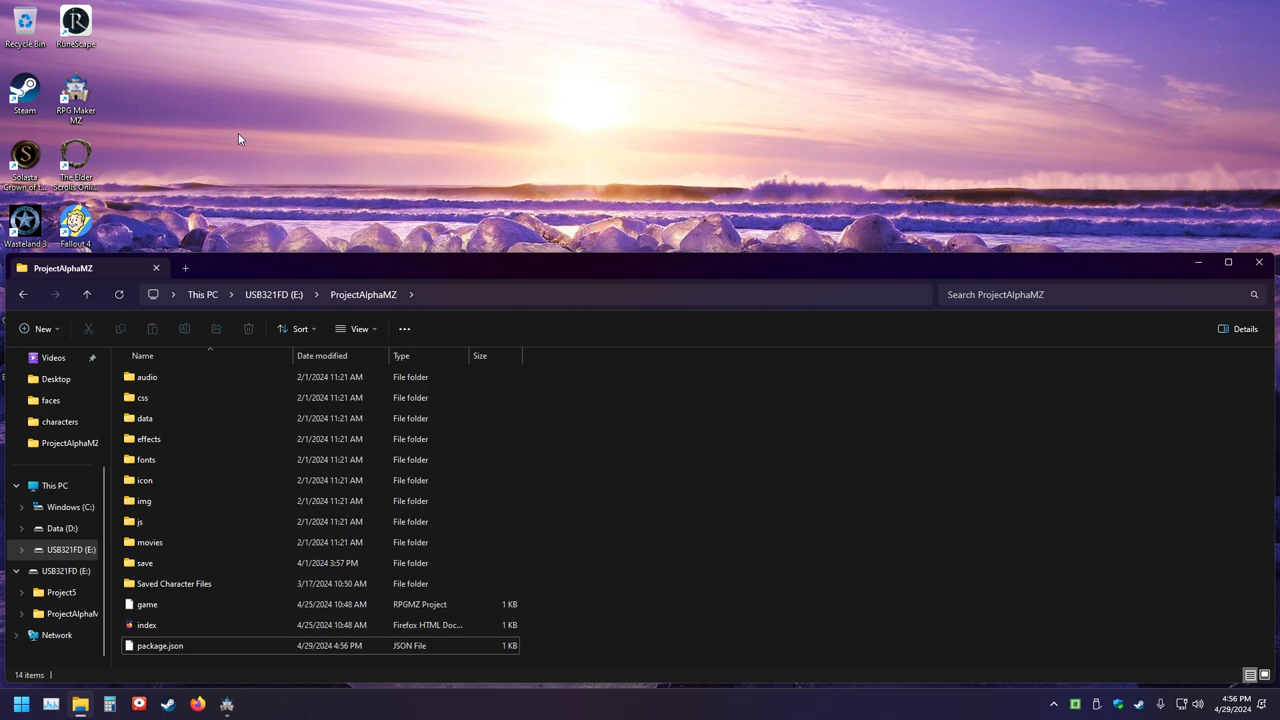 Recycle Bin
RuneScape
Steam
RPG Maker
MZ
Solasta
Crown of t...
The Elder
Scrolls Onli...
Wasteland 3
Fallout 4
ProjectAlphaMZ
This PC
USB321FD (E:)
ProjectAlphaMZ
Search ProjectAlphaMZ
New
Sort
View
Details
Name
Date modified
Type
Size
Videos
Desktop
faces
characters
ProjectAlphaMZ
This PC
Windows (C:)
Data (D:)
USB321FD (E:)
USB321FD (E:)
Project5
ProjectAlphaM
Network
audio 2/1/2024 11:21 AM File folder
css 2/1/2024 11:21 AM File folder
data 2/1/2024 11:21 AM File folder
effects 2/1/2024 11:21 AM File folder
fonts 2/1/2024 11:21 AM File folder
icon 2/1/2024 11:21 AM File folder
img 2/1/2024 11:21 AM File folder
js 2/1/2024 11:21 AM File folder
movies 2/1/2024 11:21 AM File folder
save 4/1/2024 3:57 PM File folder
Saved Character Files 3/17/2024 10:50 AM File folder
game 4/25/2024 10:48 AM RPGMZ Project 1 KB
index 4/25/2024 10:48 AM Firefox HTML Doc... 1 KB
package.json 4/29/2024 4:56 PM JSON File 1 KB
14 items
4:56 PM
4/29/2024